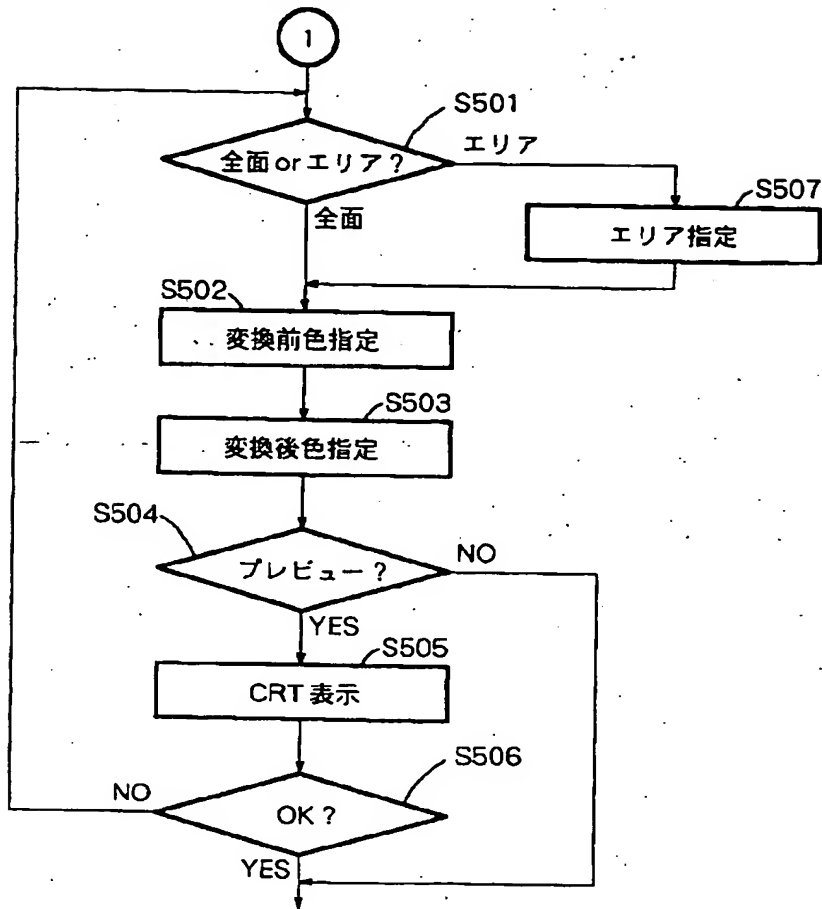 1
S501
全面orエリア？
エリア
全面
S507
エリア指定
S502
変換前色指定
S503
変換後色指定
S504
プレビュー？
NO
YES
S505
CRT 表示
S506
NO
OK？
YES